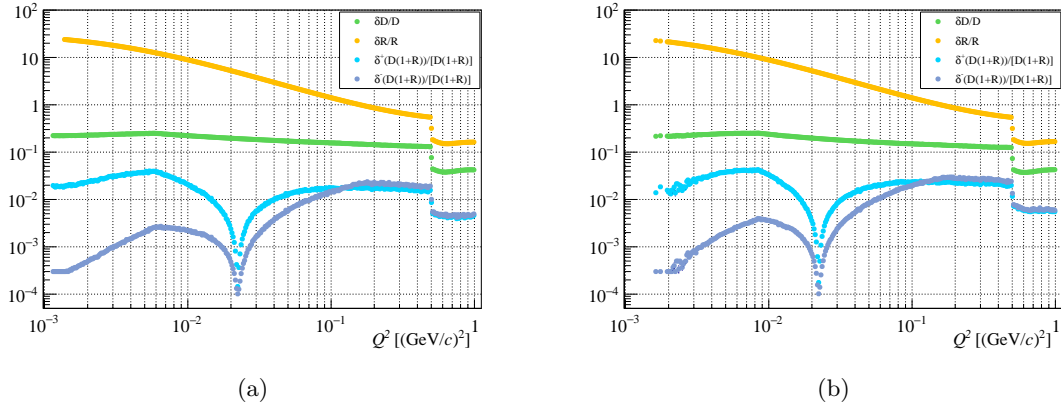 10²
10
1
10⁻¹
10⁻²
10⁻³
10⁻⁴
δD/D
δR/R
δ⁺(D(1+R))/[D(1+R)]
δ⁻(D(1+R))/[D(1+R)]
10⁻³ 10⁻² 10⁻¹ 1
Q² [(GeV/c)²]
(a)
10²
10
1
10⁻¹
10⁻²
10⁻³
10⁻⁴
δD/D
δR/R
δ⁺(D(1+R))/[D(1+R)]
δ⁻(D(1+R))/[D(1+R)]
10⁻³ 10⁻² 10⁻¹ 1
Q² [(GeV/c)²]
(b)